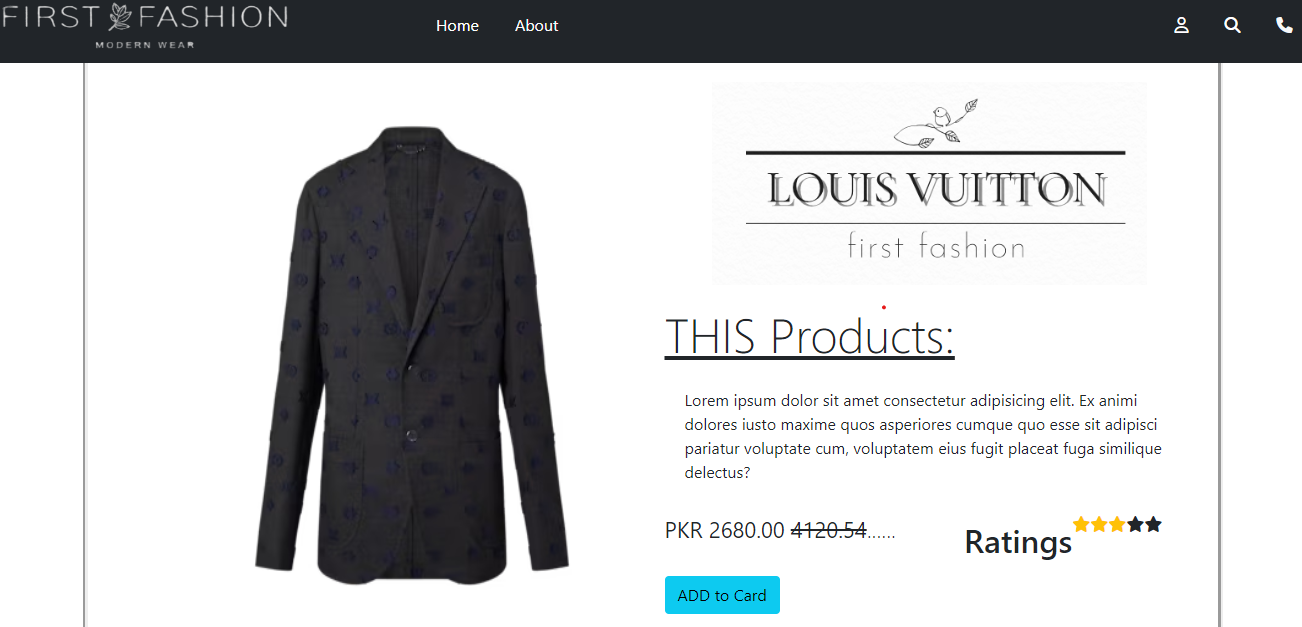 FIRST FASHION
MODERN WEAR
Home About
LOUIS VUITTON
first fashion
THIS Products:
Lorem ipsum dolor sit amet consectetur adipisicing elit. Ex animi
dolores iusto maxime quos asperiores cumque quo esse sit adipisci
pariatur voluptate cum, voluptatem eius fugit placeat fuga similique
delectus?
PKR 2680.00 4120.54......
Ratings
ADD to Card